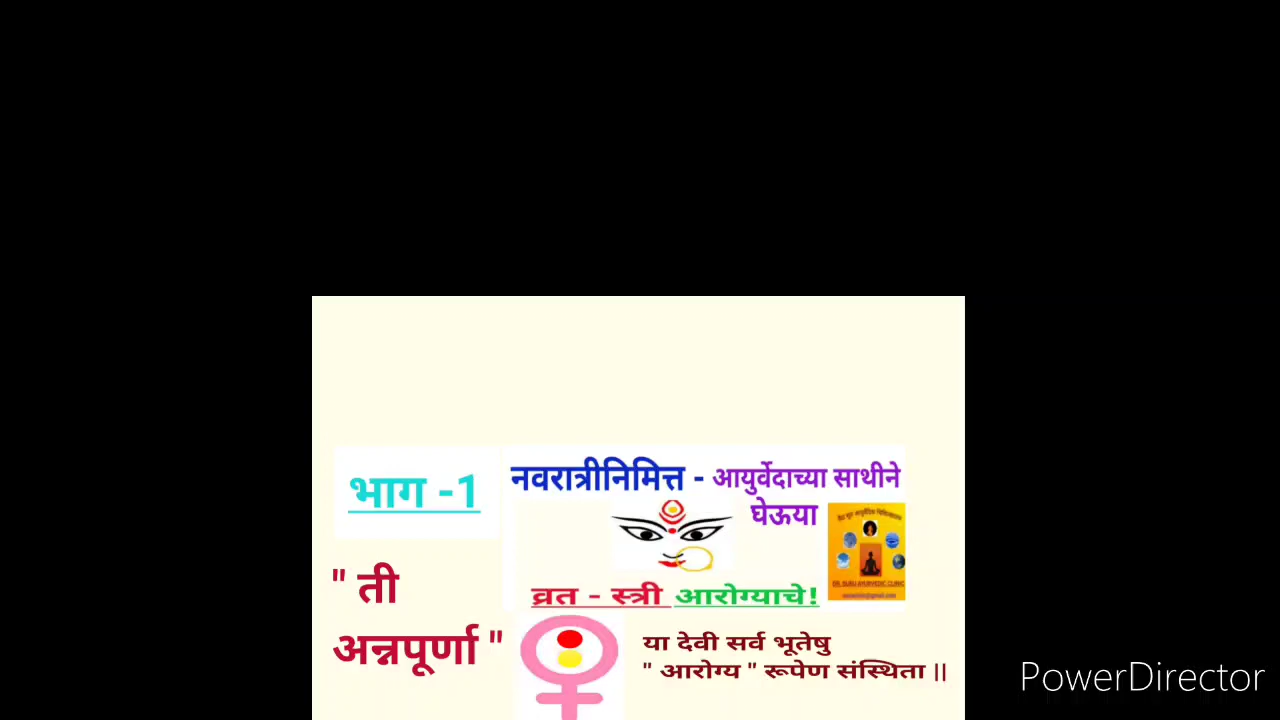 भाग -1
नवरात्रीनिमित्त - आयुर्वेदाच्या साथीने
घेऊया
व्रत - स्त्री आरोग्याचे!
" ती
अन्नपूर्णा "
या देवी सर्व भूतेषु
" आरोग्य " रूपेण संस्थिता ||
PowerDirector